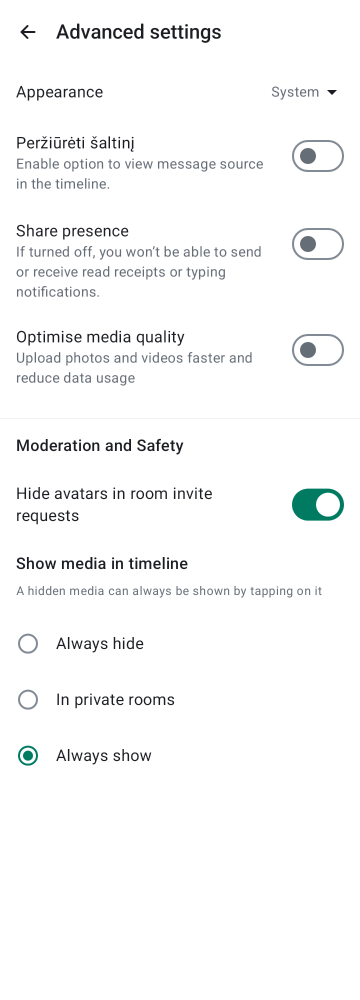 Advanced settings
Appearance
System
Peržiūrėti šaltinį
Enable option to view message source
in the timeline.
Share presence
If turned off, you won’t be able to send
or receive read receipts or typing
notifications.
Optimise media quality
Upload photos and videos faster and
reduce data usage
Moderation and Safety
Hide avatars in room invite
requests
Show media in timeline
A hidden media can always be shown by tapping on it
Always hide
In private rooms
Always show